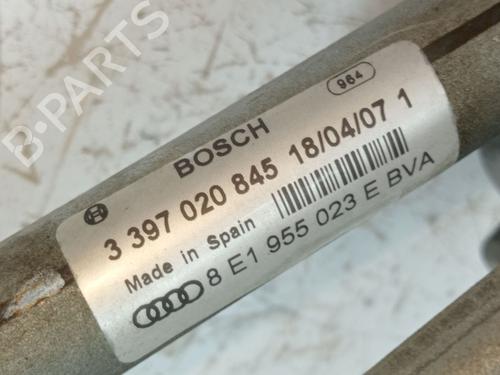 B-PARTS
964
BOSCH
3 397 020 845 18/04/07 1
Made in Spain
8 E1 955 023 E BVA